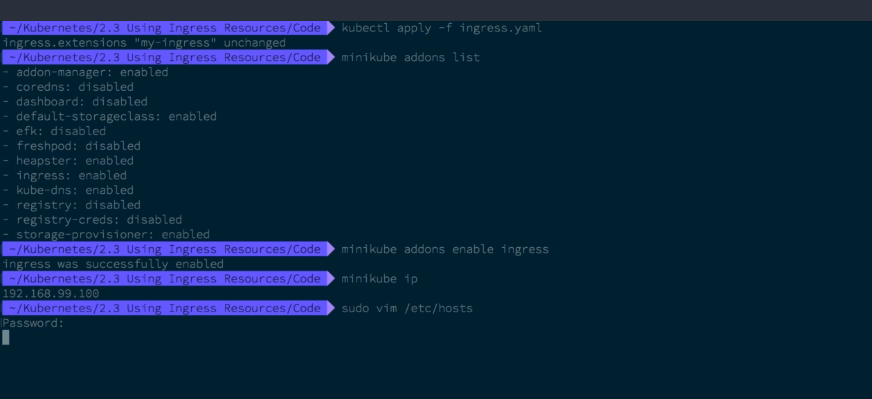 ~/Kubernetes/2.3 Using Ingress Resources/Code kubectl apply -f ingress.yaml
ingress.extensions "my-ingress" unchanged
~/Kubernetes/2.3 Using Ingress Resources/Code minikube addons list
- addon-manager: enabled
- coredns: disabled
- dashboard: disabled
- default-storageclass: enabled
- efk: disabled
- freshpod: disabled
- heapster: enabled
- ingress: enabled
- kube-dns: enabled
- registry: disabled
- registry-creds: disabled
- storage-provisioner: enabled
~/Kubernetes/2.3 Using Ingress Resources/Code minikube addons enable ingress
ingress was successfully enabled
~/Kubernetes/2.3 Using Ingress Resources/Code minikube ip
192.168.99.100
~/Kubernetes/2.3 Using Ingress Resources/Code sudo vim /etc/hosts
Password: